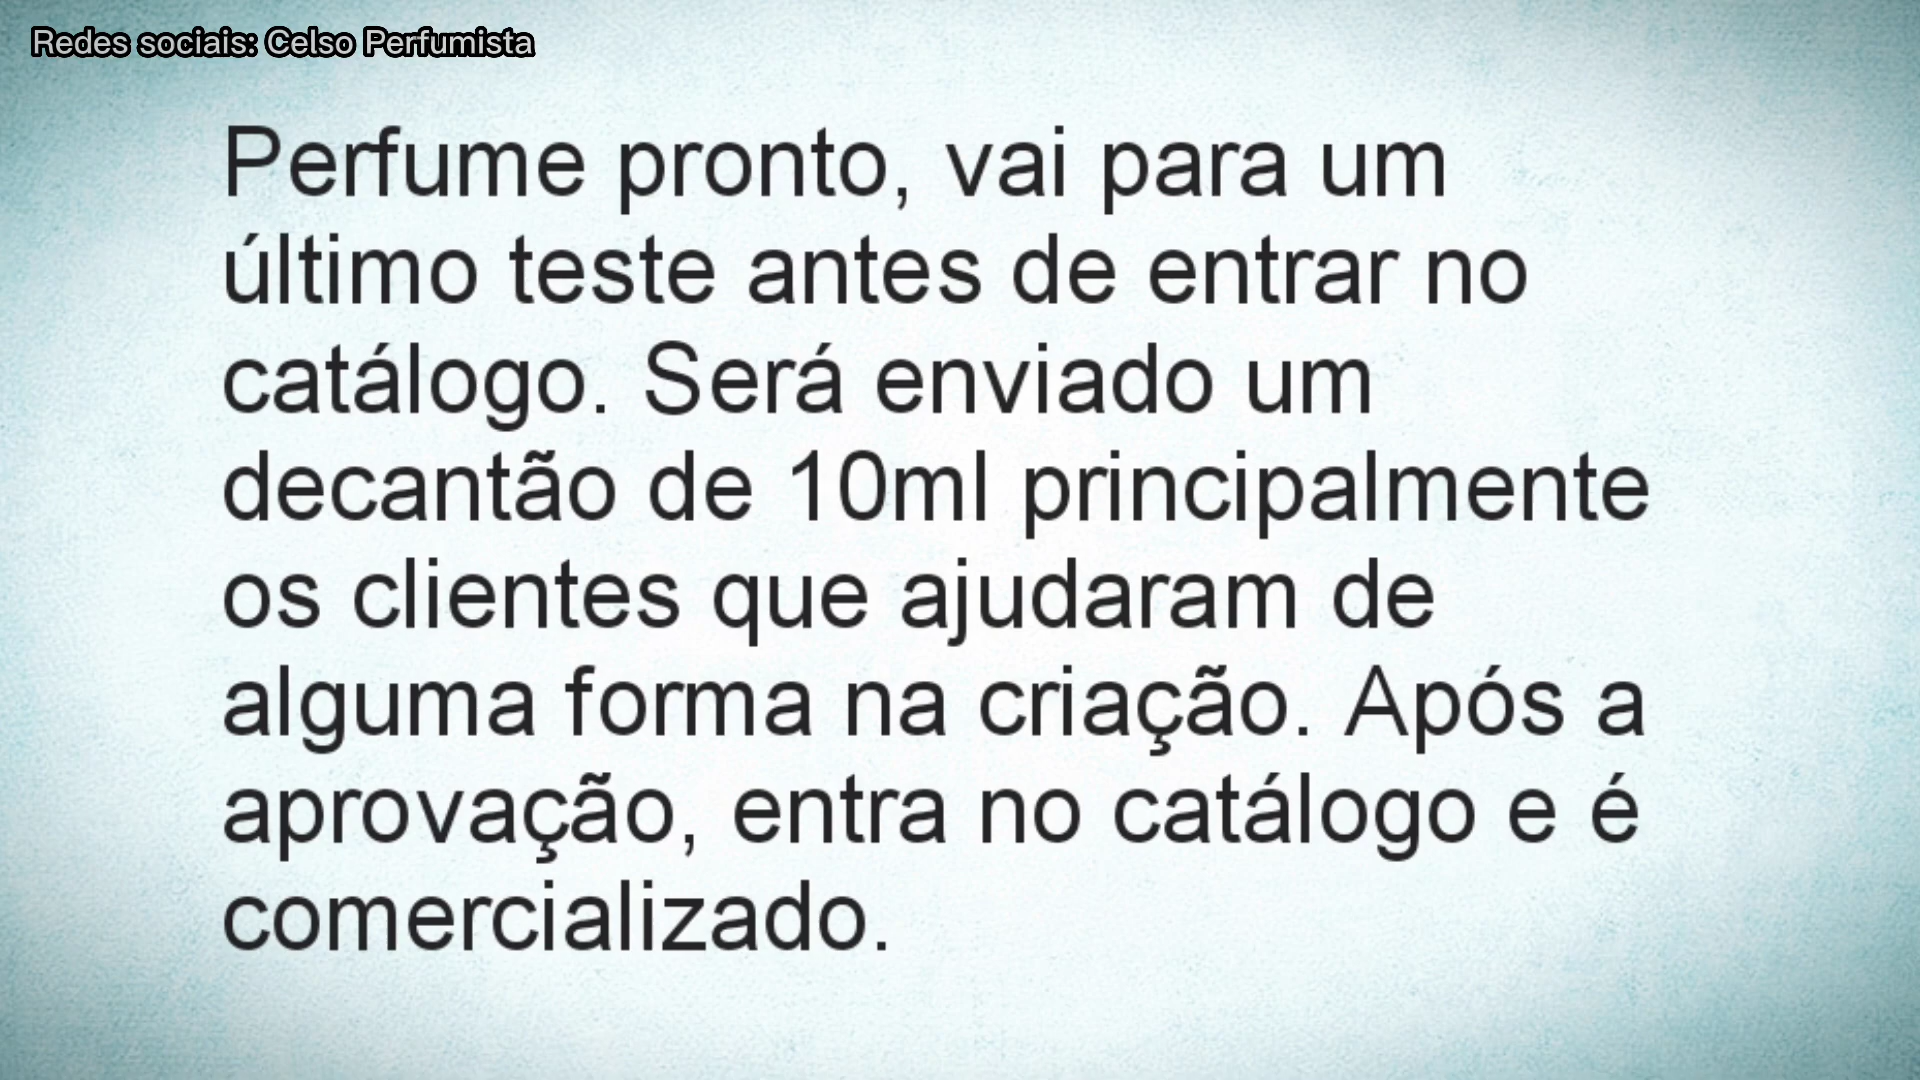 Redes sociais: Celso Perfumista
Perfume pronto, vai para um
último teste antes de entrar no
catálogo. Será enviado um
decantão de 10ml principalmente
os clientes que ajudaram de
alguma forma na criação. Após a
aprovação, entra no catálogo e é
comercializado.